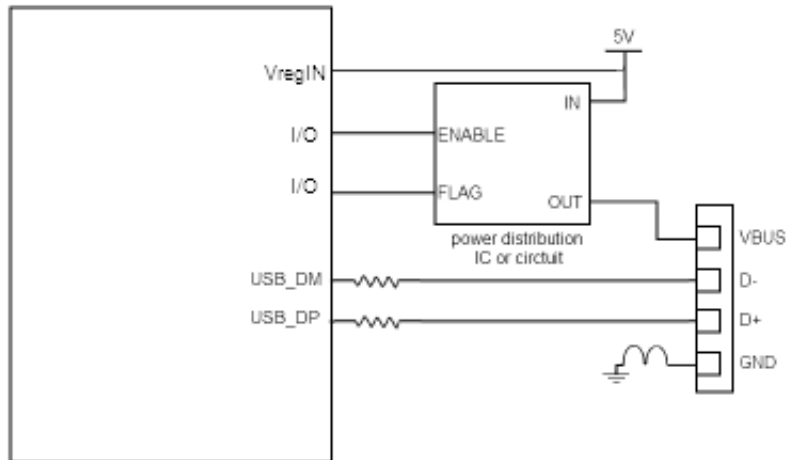 5V
VregIN
IN
I/O
ENABLE
I/O
FLAG
OUT
power distribution
IC or circtuit
VBUS
USB_DM
D-
USB_DP
D+
GND